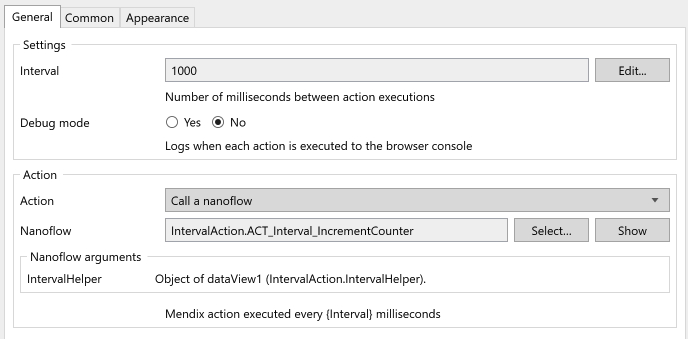 General Common Appearance
Settings
Interval 1000 Edit...
Number of milliseconds between action executions
Debug mode Yes No
Logs when each action is executed to the browser console
Action
Action Call a nanoflow
Nanoflow IntervalAction.ACT_Interval_IncrementCounter Select... Show
Nanoflow arguments
IntervalHelper Object of dataView1 (IntervalAction.IntervalHelper).
Mendix action executed every {Interval} milliseconds